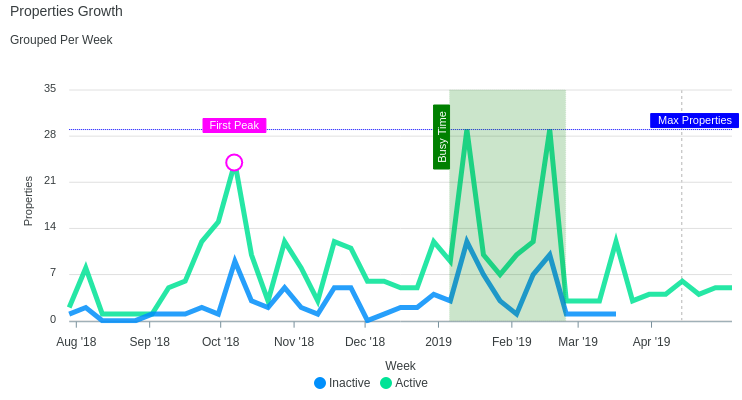 Properties Growth
Grouped Per Week
35
28
21
14
7
0
Properties
First Peak
Busy Time
Max Properties
Aug '18 Sep '18 Oct '18 Nov '18 Dec '18 2019 Feb '19 Mar '19 Apr '19
Week
Inactive Active